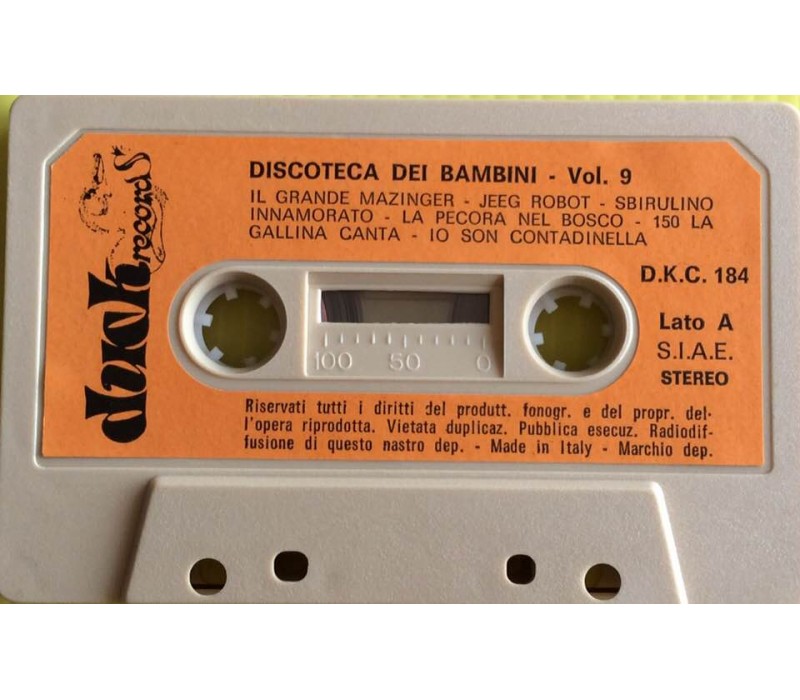 duck
records
DISCOTECA DEI BAMBINI - Vol. 9
IL GRANDE MAZINGER - JEEG ROBOT - SBIRULINO
INNAMORATO - LA PECORA NEL BOSCO - 150 LA
GALLINA CANTA - IO SON CONTADINELLA
D.K.C. 184
Lato A
S.I.A.E.
STEREO
100 50 0
Riservati tutti i diritti del produtt. fonogr. e del propr. del-
l'opera riprodotta. Vietata duplicaz. Pubblica esecuz. Radiodif-
fusione di questo nastro dep. - Made in Italy - Marchio dep.